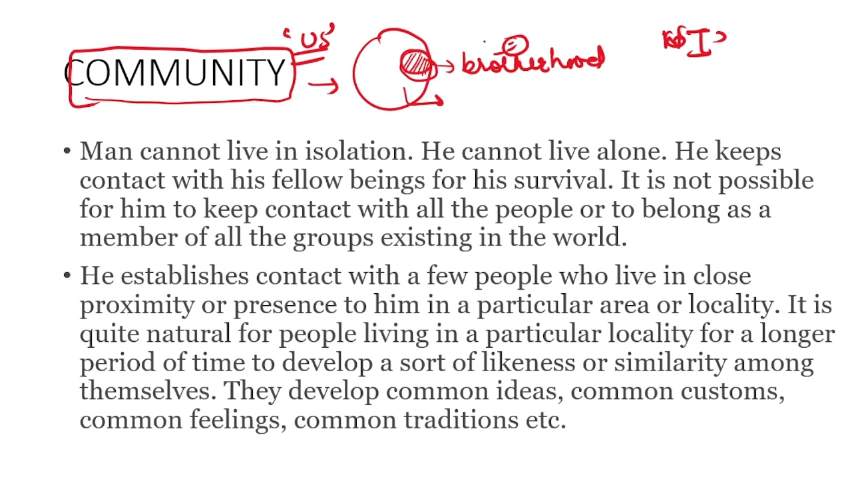 'US'
COMMUNITY
brotherhood
• Man cannot live in isolation. He cannot live alone. He keeps
contact with his fellow beings for his survival. It is not possible
for him to keep contact with all the people or to belong as a
member of all the groups existing in the world.
• He establishes contact with a few people who live in close
proximity or presence to him in a particular area or locality. It is
quite natural for people living in a particular locality for a longer
period of time to develop a sort of likeness or similarity among
themselves. They develop common ideas, common customs,
common feelings, common traditions etc.